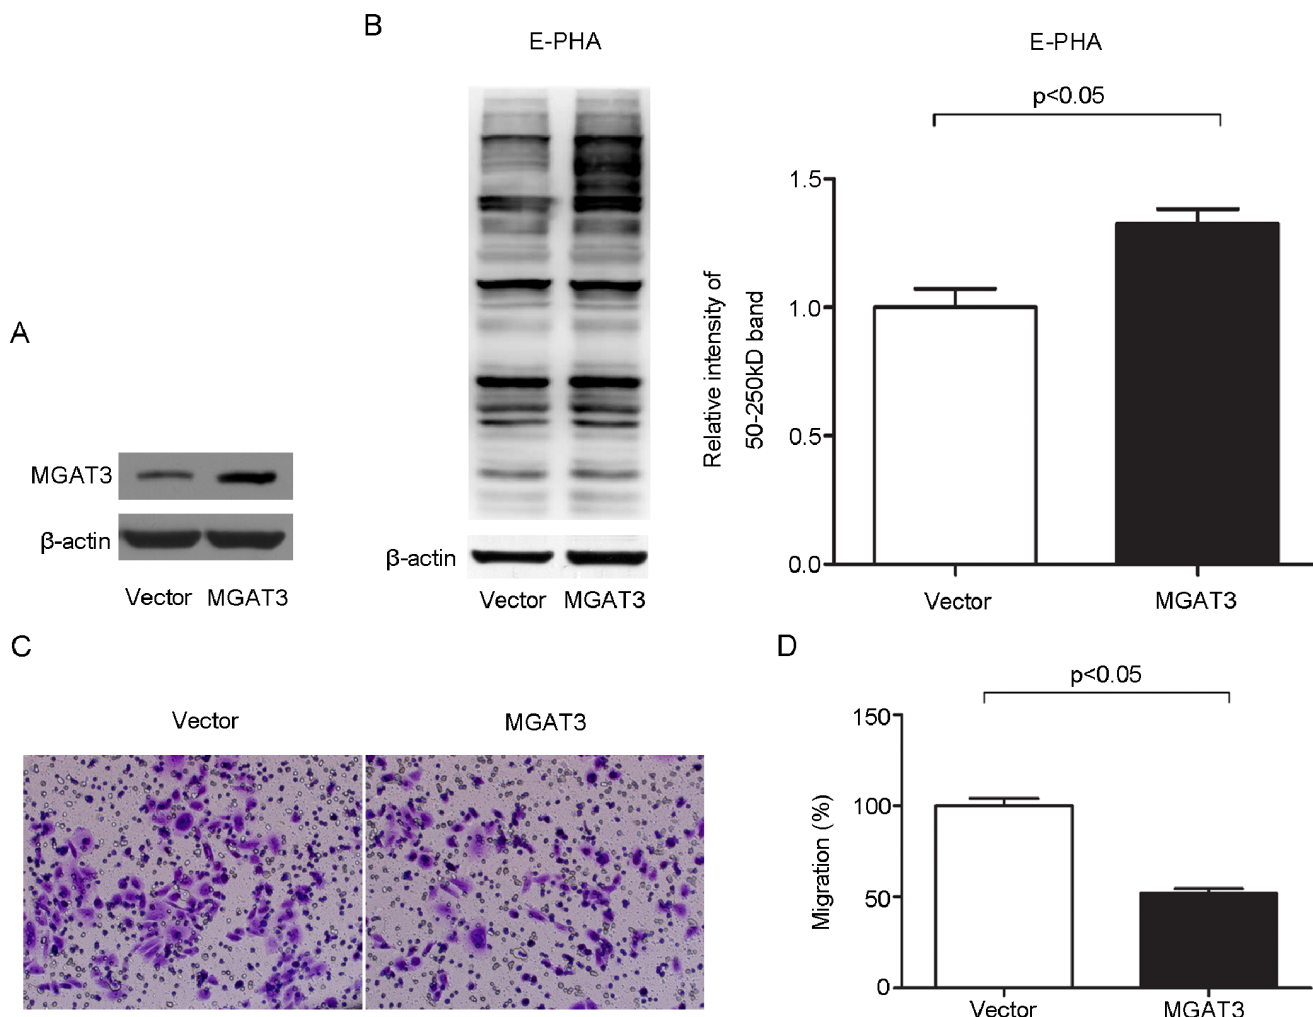 A
MGAT3
β-actin
Vector MGAT3
B
E-PHA
β-actin
Vector MGAT3
E-PHA
p<0.05
Relative intensity of
50-250kD band
1.5
1.0
0.5
0.0
Vector MGAT3
C
Vector MGAT3
D
p<0.05
Migration (%)
150
100
50
0
Vector MGAT3